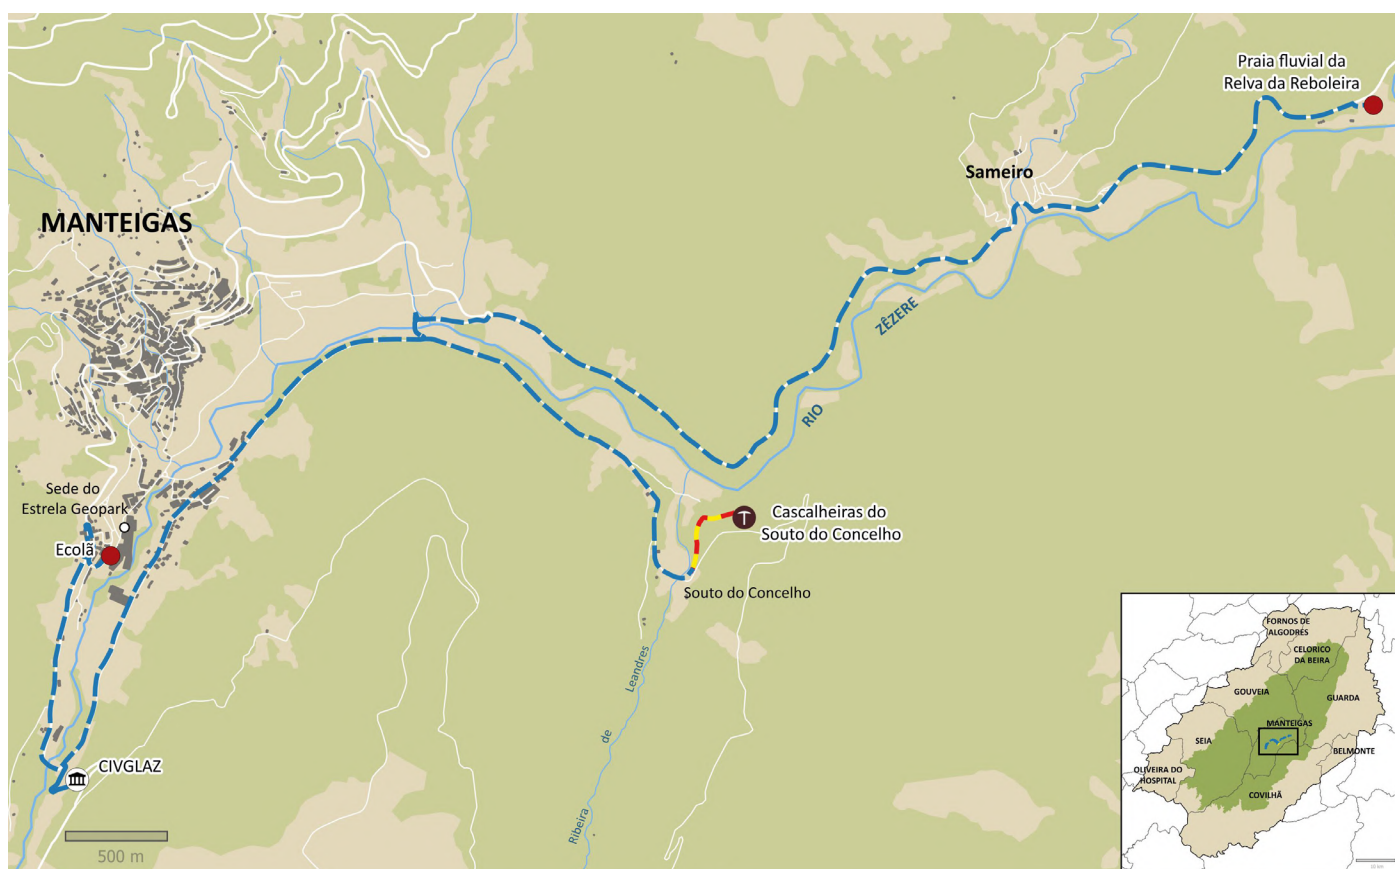 Praia fluvial da
Relva da Reboleira
Sameiro
MANTEIGAS
ZÊZERE
RIO
Sede do
Estrela Geopark
Ecolã
Cascalheiras do
Souto do Concelho
Souto do Concelho
Ribeira de Leandres
CIVGLAZ
500 m
FORNOS DE
ALGODRES
CELORICO
DA BEIRA
GOUVEIA
GUARDA
MANTEIGAS
SEIA
BELMONTE
OLIVEIRA DO
HOSPITAL
COVILHÃ
10 km